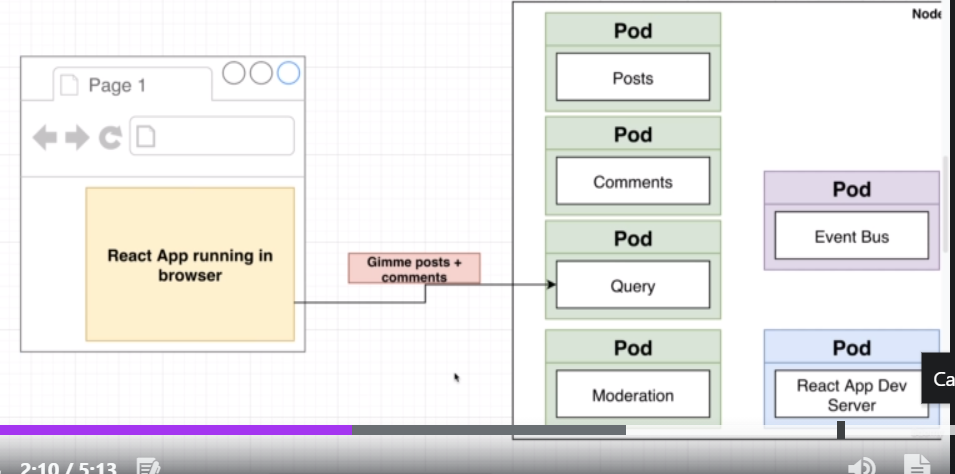 Node
Pod
Posts
Page 1
Pod
Comments
Pod
Event Bus
Pod
Query
React App running in
browser
Gimme posts +
comments
Pod
Moderation
Pod
React App Dev
Server
Ca
2:10 / 5:13